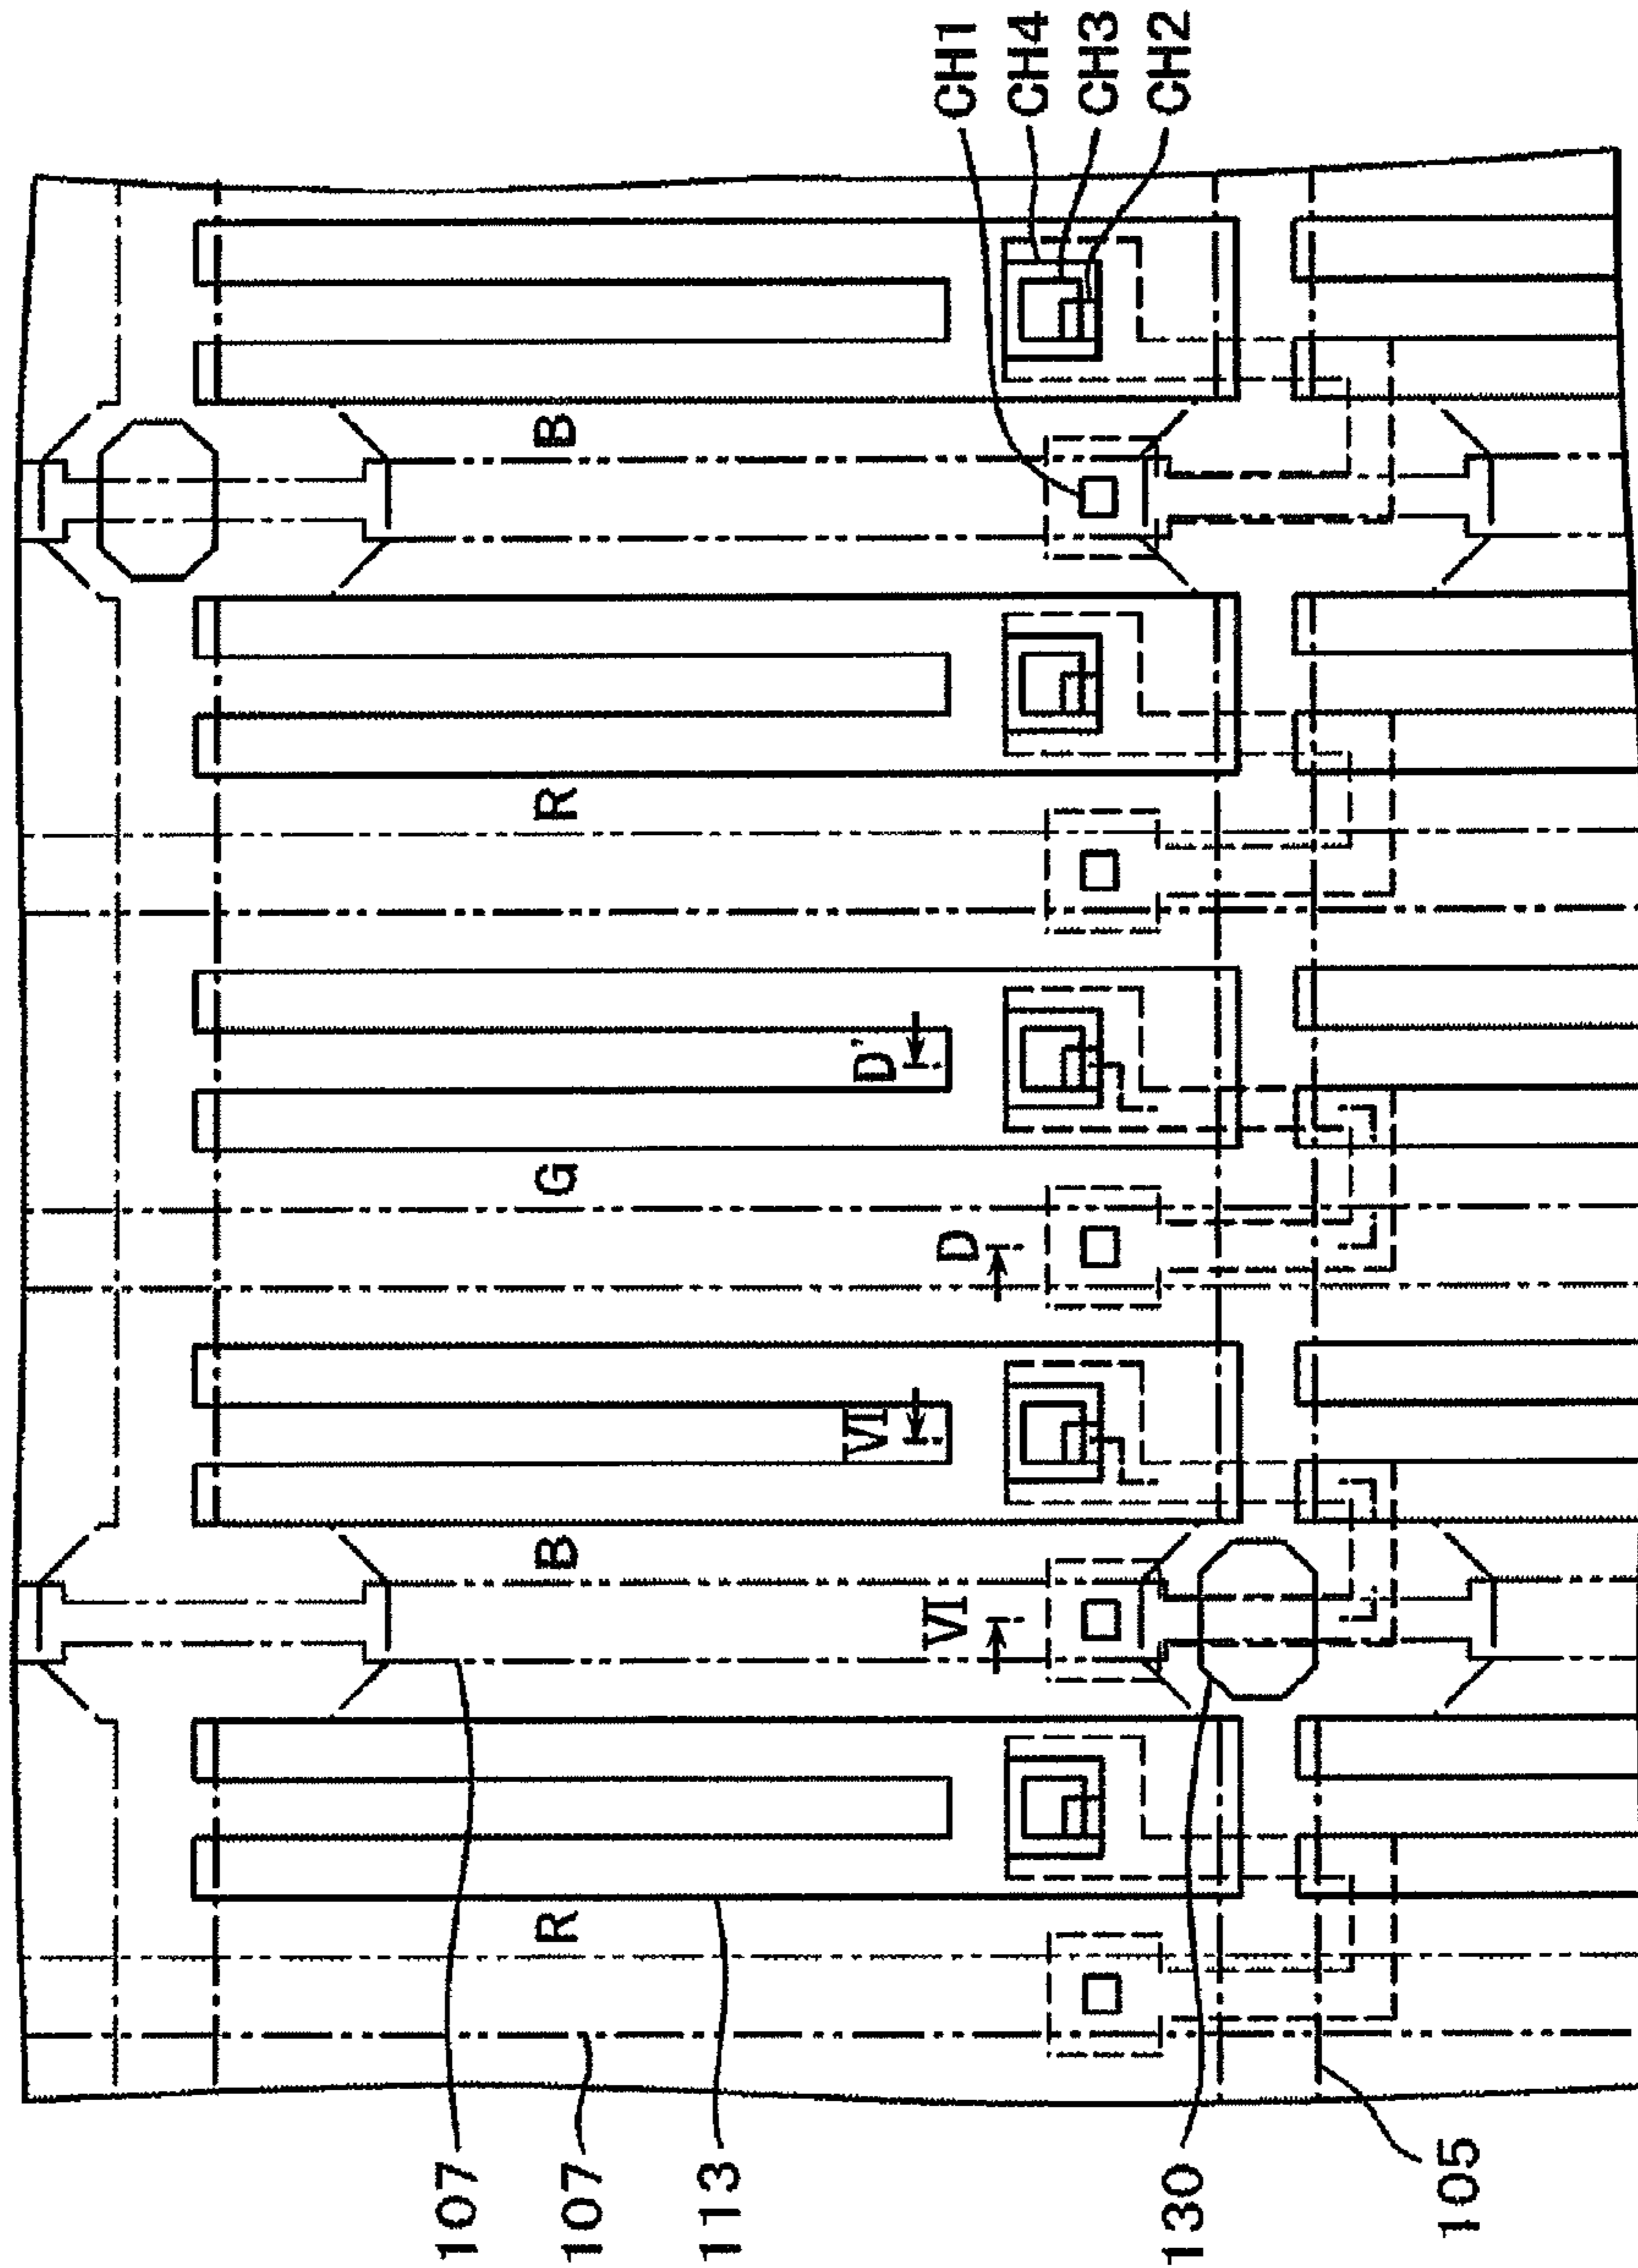 107
R B G R B
107
113
VI D'
VI D CH1
CH4
CH3
CH2
130
105